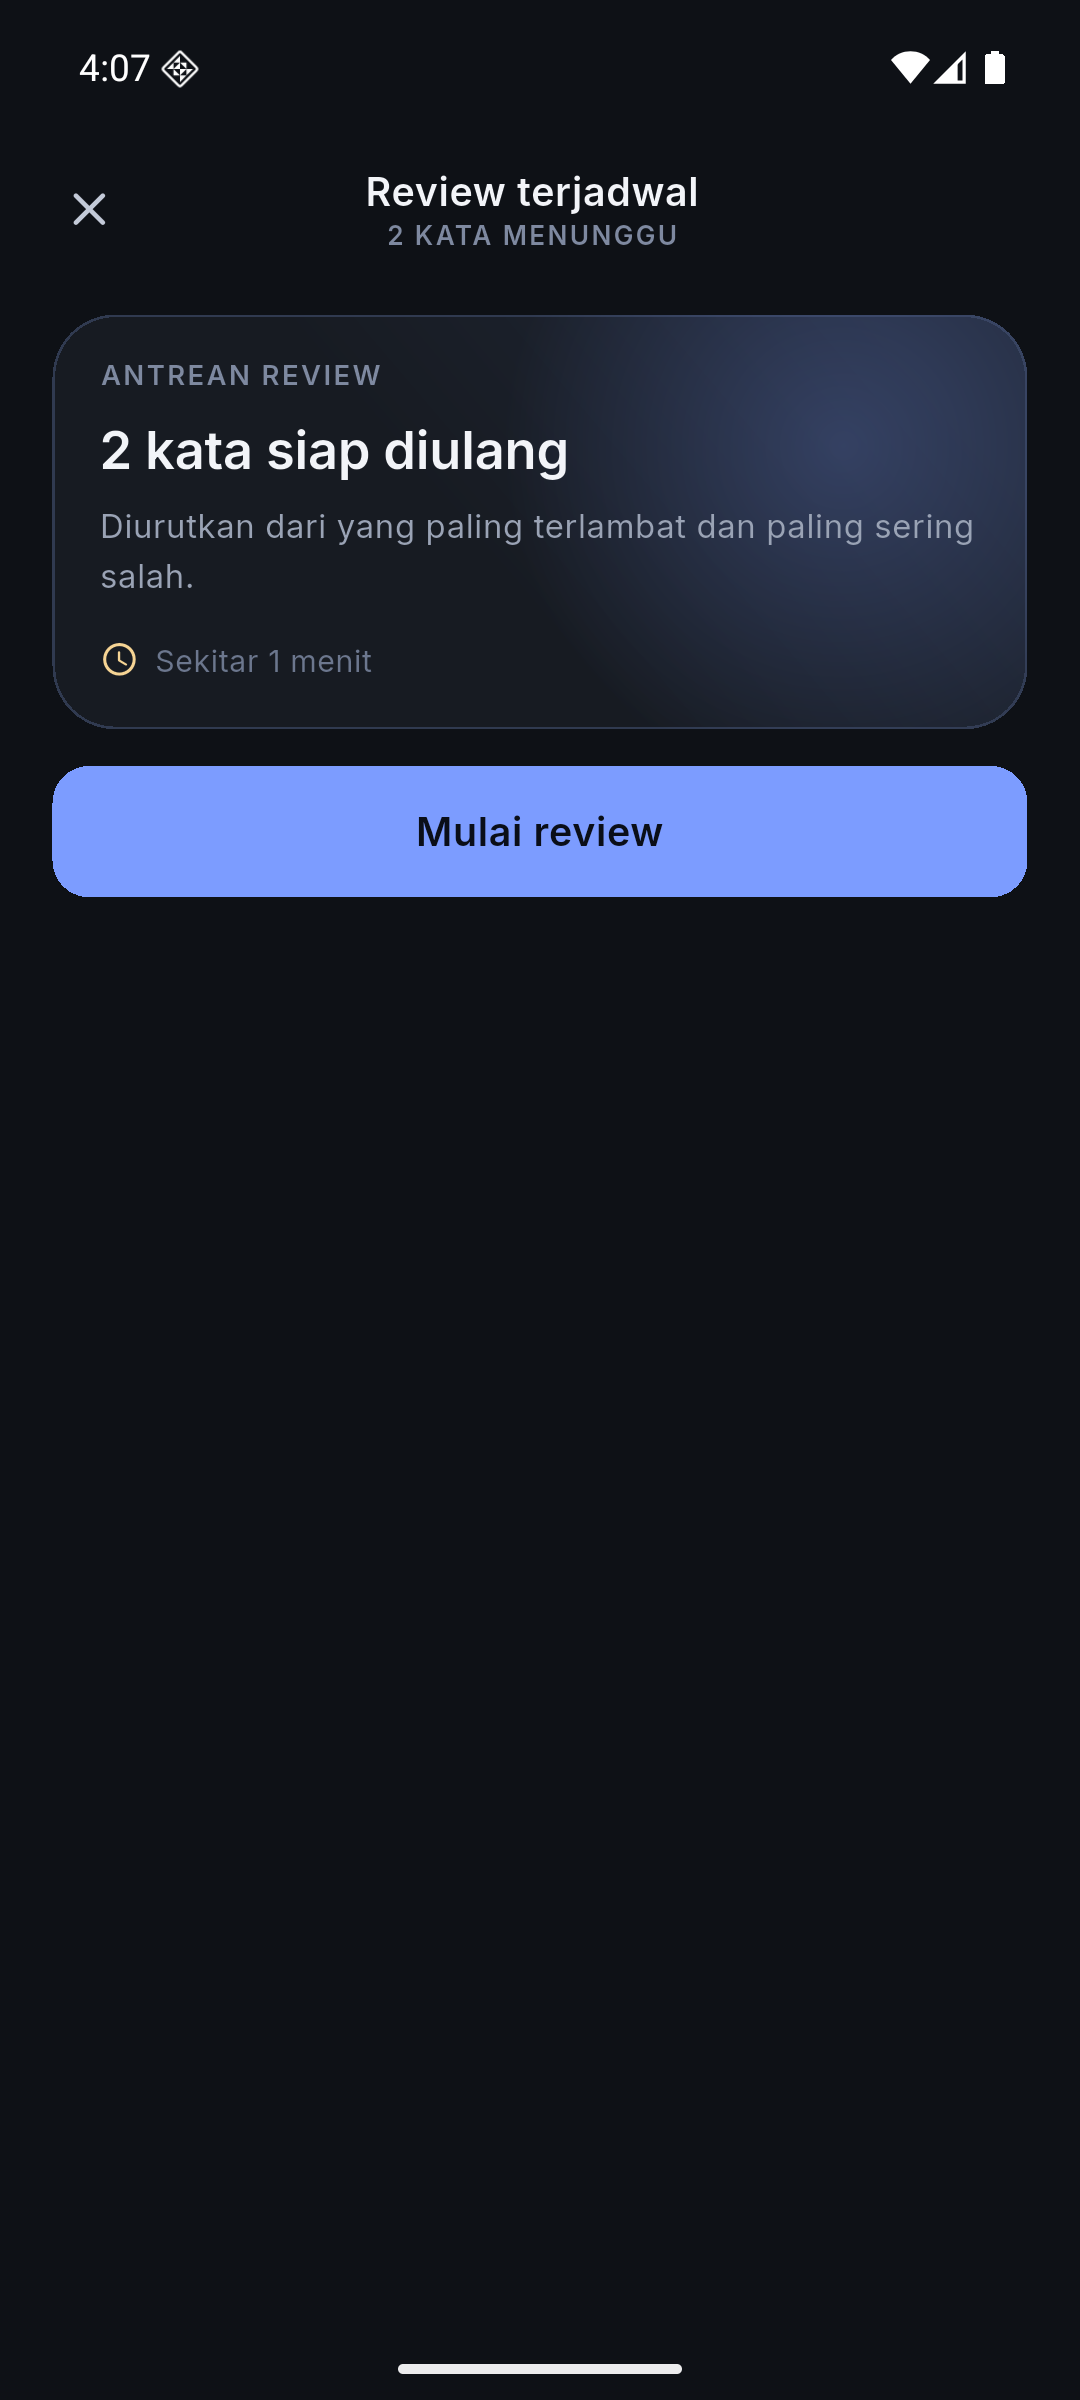 4:07
Review terjadwal
2 KATA MENUNGGU
ANTREAN REVIEW
2 kata siap diulang
Diurutkan dari yang paling terlambat dan paling sering
salah.
Sekitar 1 menit
Mulai review